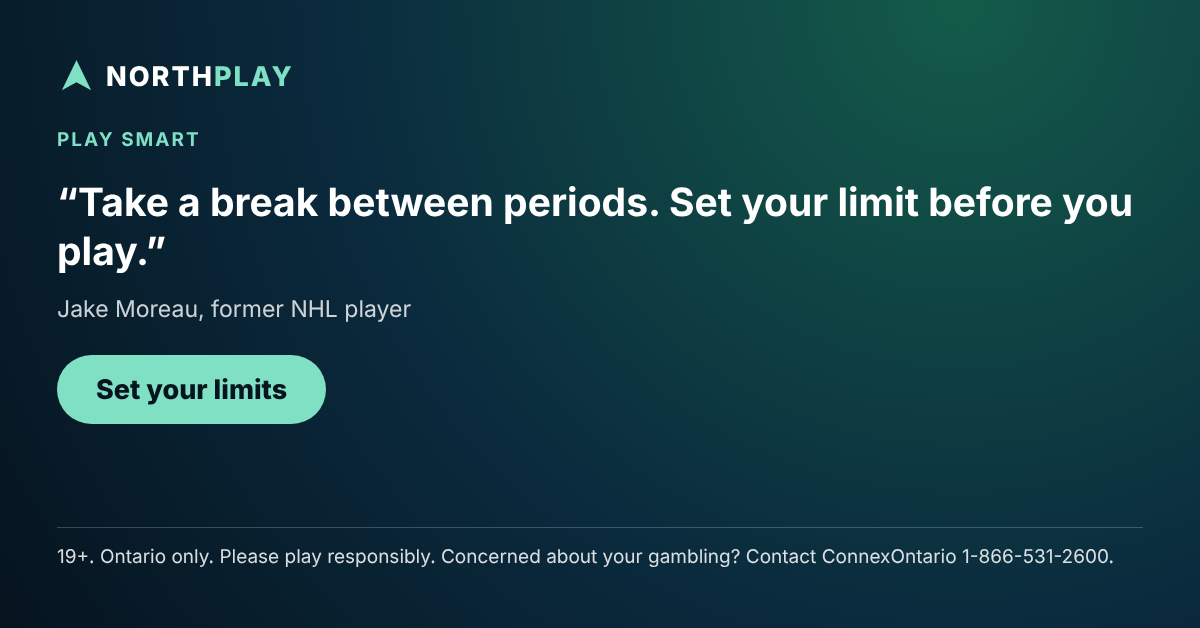 NORTHPLAY
PLAY SMART
“Take a break between periods. Set your limit before you
play.”
Jake Moreau, former NHL player
Set your limits
19+. Ontario only. Please play responsibly. Concerned about your gambling? Contact ConnexOntario 1-866-531-2600.